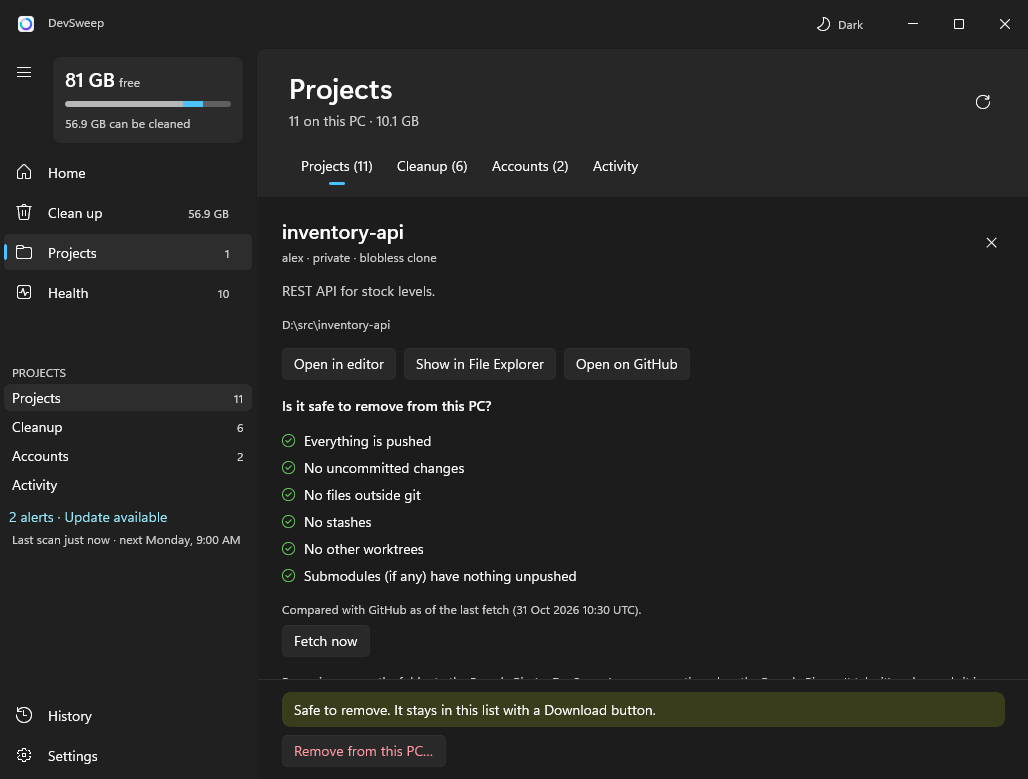 DevSweep
Dark
81 GB free
56.9 GB can be cleaned
Home
Clean up 56.9 GB
Projects 1
Health 10
PROJECTS
Projects 11
Cleanup 6
Accounts 2
Activity
2 alerts · Update available
Last scan just now · next Monday, 9:00 AM
History
Settings
Projects
11 on this PC · 10.1 GB
Projects (11) Cleanup (6) Accounts (2) Activity
inventory-api
alex · private · blobless clone
REST API for stock levels.
D:\src\inventory-api
Open in editor Show in File Explorer Open on GitHub
Is it safe to remove from this PC?
Everything is pushed
No uncommitted changes
No files outside git
No stashes
No other worktrees
Submodules (if any) have nothing unpushed
Compared with GitHub as of the last fetch (31 Oct 2026 10:30 UTC).
Fetch now
Safe to remove. It stays in this list with a Download button.
Remove from this PC...